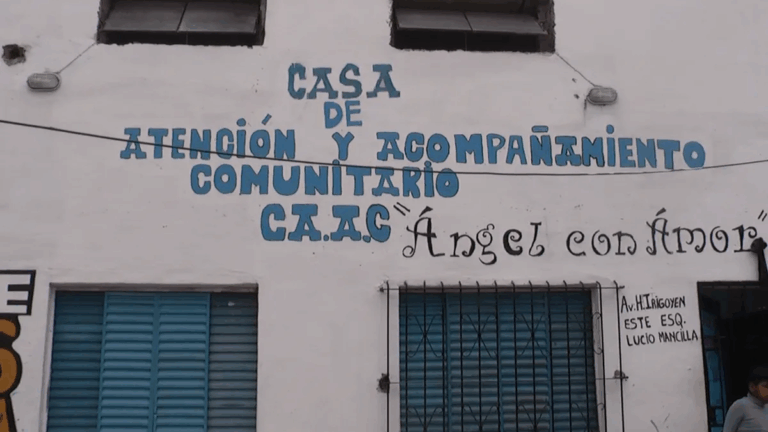 CASA
DE
ATENCIÓN Y ACOMPAÑAMIENTO
COMUNITARIO
CA.A.C "Ángel con Ámor"
Av. H. IRIGOYEN
ESTE ESQ.
LUCIO MANCILLA
E